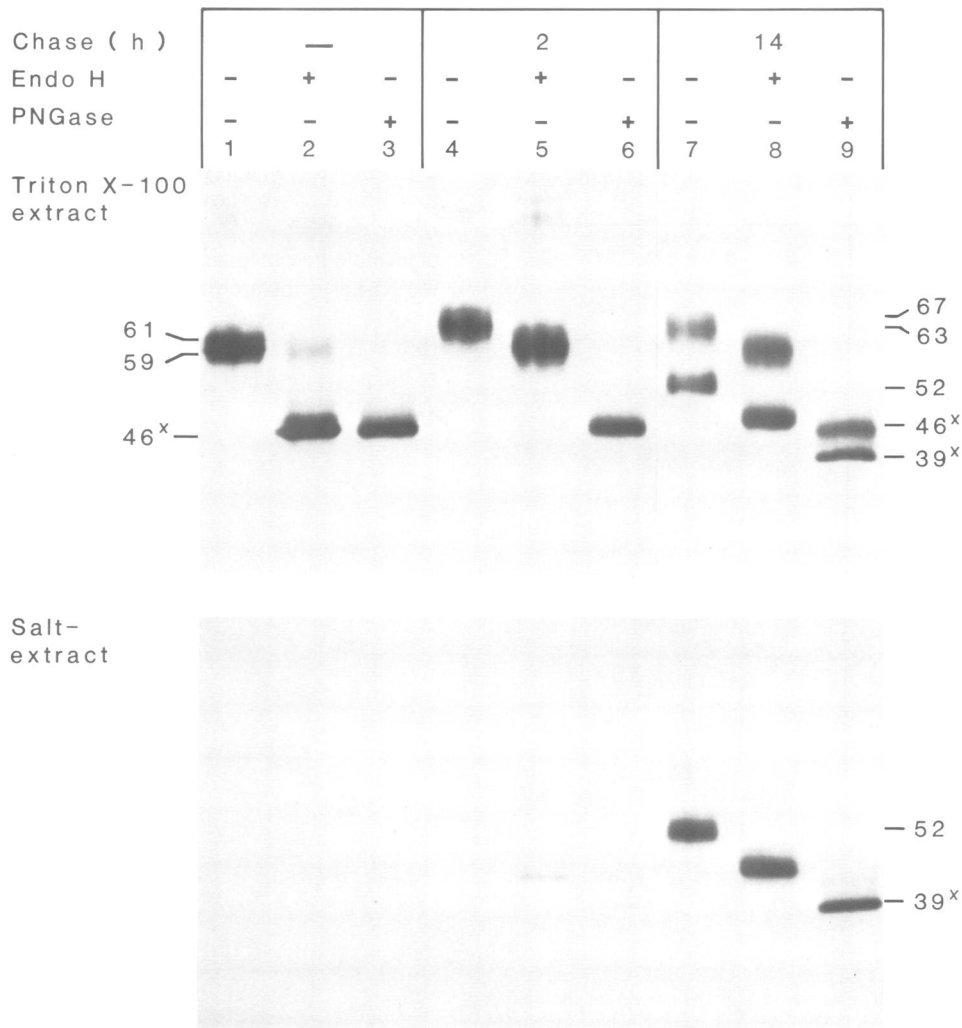 Chase ( h ) — 2 14
Endo H - + - - + - - + -
PNGase - - + - - + - - +
1 2 3 4 5 6 7 8 9
Triton X-100
extract
61
59
46ˣ
67
63
52
46ˣ
39ˣ
Salt-
extract
52
39ˣ